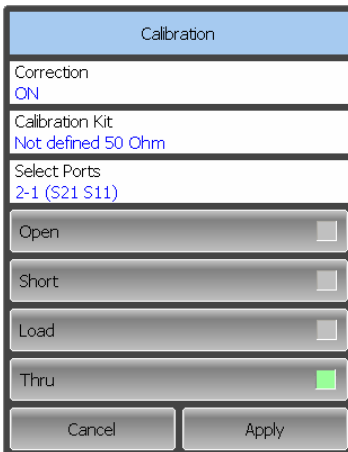 Calibration
Correction
ON
Calibration Kit
Not defined 50 Ohm
Select Ports
2-1 (S21 S11)
Open
Short
Load
Thru
Cancel Apply